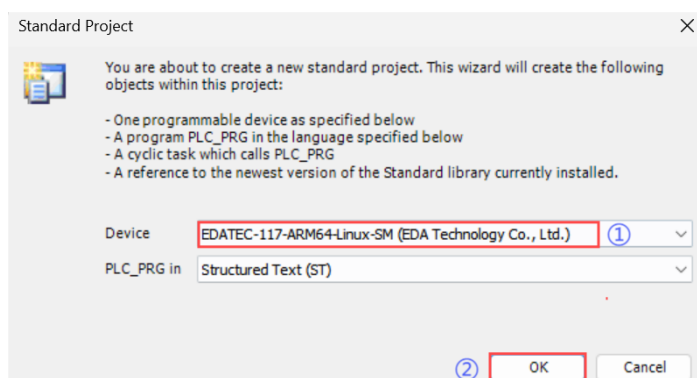 Standard Project
You are about to create a new standard project. This wizard will create the following
objects within this project:
- One programmable device as specified below
- A program PLC_PRG in the language specified below
- A cyclic task which calls PLC_PRG
- A reference to the newest version of the Standard library currently installed.
Device EDATEC-117-ARM64-Linux-SM (EDA Technology Co., Ltd.) ①
PLC_PRG in Structured Text (ST)
② OK Cancel